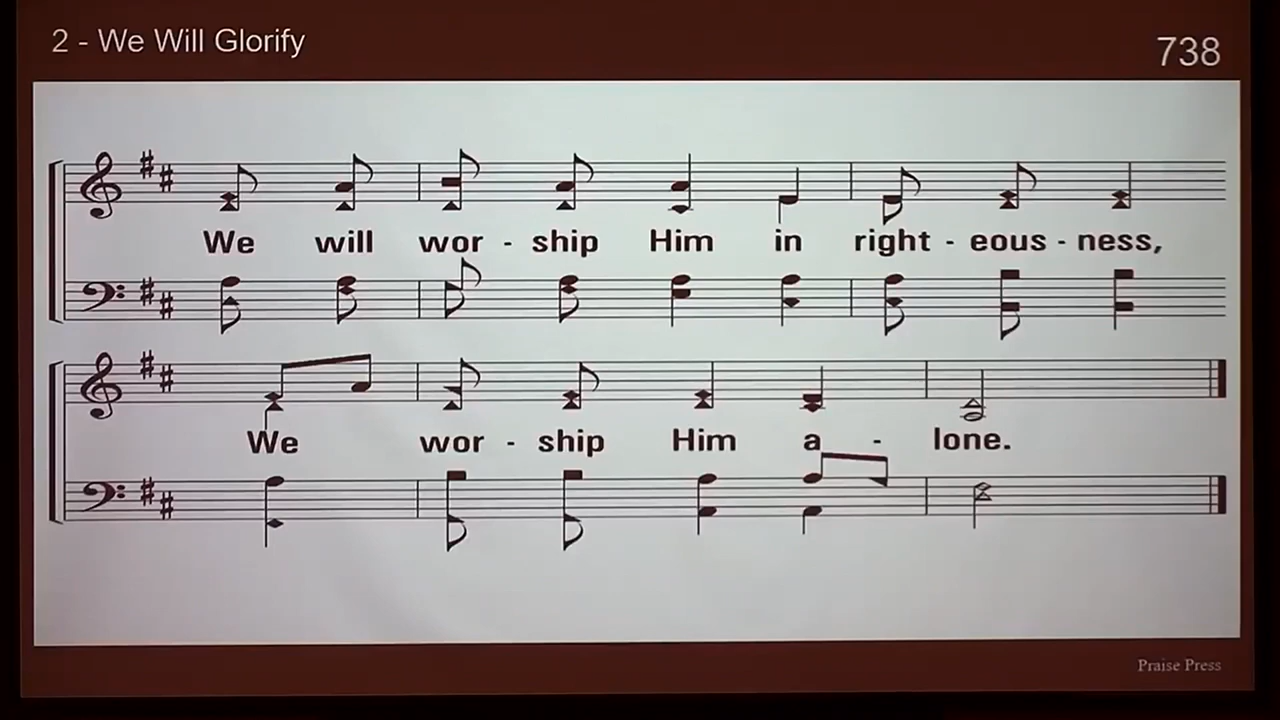 2 - We Will Glorify
738
We will wor - ship Him in right - eous - ness,
We wor - ship Him a - lone.
Praise Press